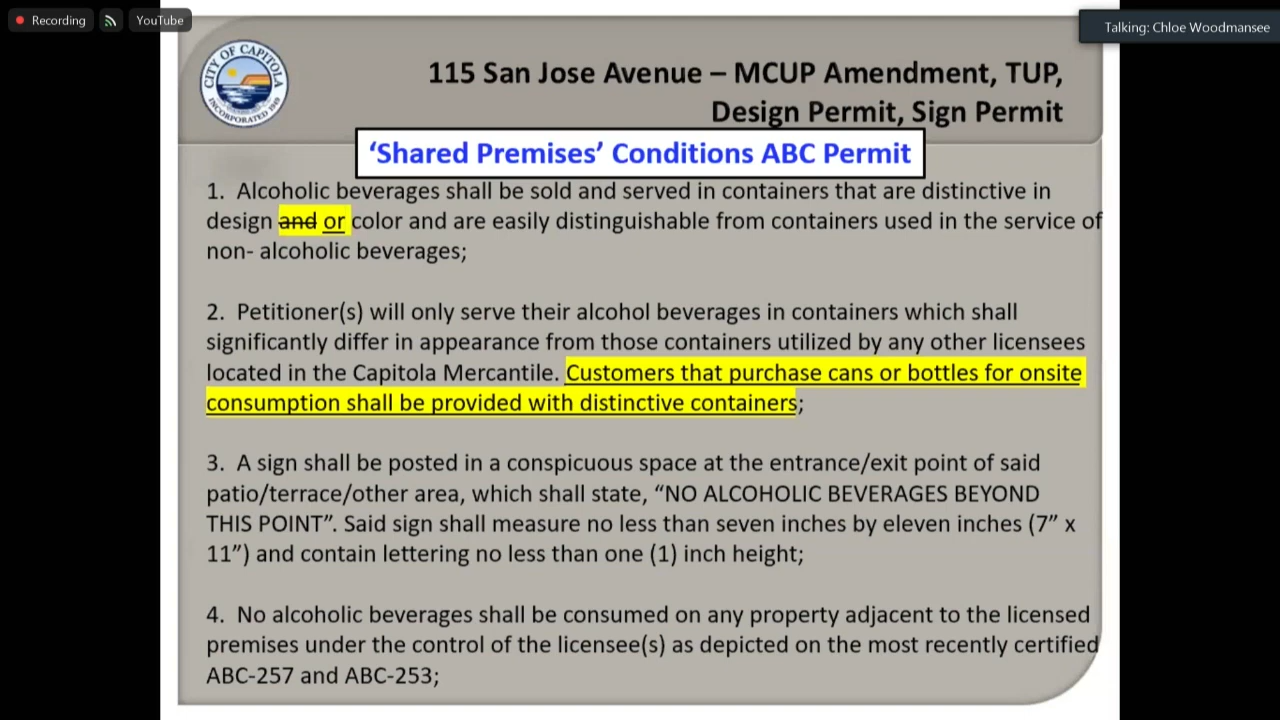 Recording
YouTube
Talking: Chloe Woodmansee
CITY OF CAPITOLA
INCORPORATED 1949
115 San Jose Avenue – MCUP Amendment, TUP,
Design Permit, Sign Permit
‘Shared Premises’ Conditions ABC Permit
1. Alcoholic beverages shall be sold and served in containers that are distinctive in
design and or color and are easily distinguishable from containers used in the service of
non- alcoholic beverages;
2. Petitioner(s) will only serve their alcohol beverages in containers which shall
significantly differ in appearance from those containers utilized by any other licensees
located in the Capitola Mercantile. Customers that purchase cans or bottles for onsite
consumption shall be provided with distinctive containers;
3. A sign shall be posted in a conspicuous space at the entrance/exit point of said
patio/terrace/other area, which shall state, “NO ALCOHOLIC BEVERAGES BEYOND
THIS POINT”. Said sign shall measure no less than seven inches by eleven inches (7” x
11”) and contain lettering no less than one (1) inch height;
4. No alcoholic beverages shall be consumed on any property adjacent to the licensed
premises under the control of the licensee(s) as depicted on the most recently certified
ABC-257 and ABC-253;